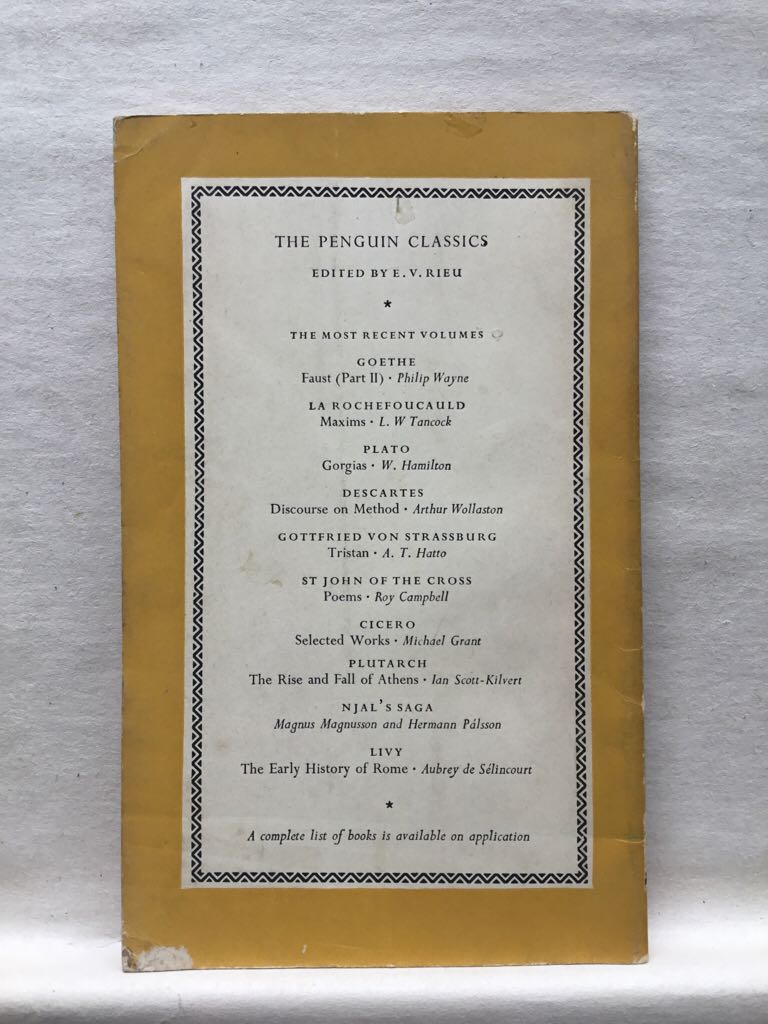 THE PENGUIN CLASSICS
EDITED BY E. V. RIEU
*
THE MOST RECENT VOLUMES
GOETHE
Faust (Part II) · Philip Wayne
LA ROCHEFOUCAULD
Maxims · L. W Tancock
PLATO
Gorgias · W. Hamilton
DESCARTES
Discourse on Method · Arthur Wollaston
GOTTFRIED VON STRASSBURG
Tristan · A. T. Hatto
ST JOHN OF THE CROSS
Poems · Roy Campbell
CICERO
Selected Works · Michael Grant
PLUTARCH
The Rise and Fall of Athens · Ian Scott-Kilvert
NJAL'S SAGA
Magnus Magnusson and Hermann Pálsson
LIVY
The Early History of Rome · Aubrey de Sélincourt
*
A complete list of books is available on application